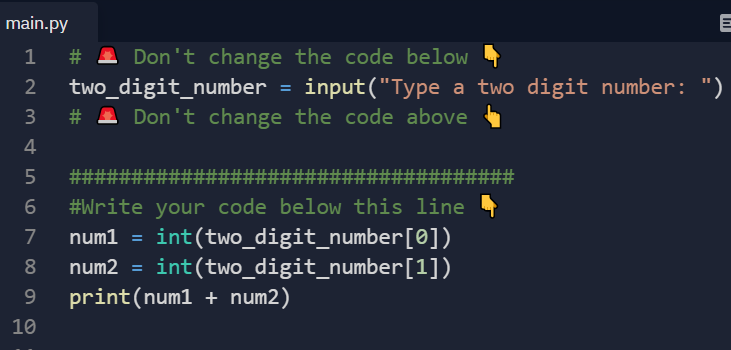 main.py
1 # 🚨 Don't change the code below 👇
2 two_digit_number = input("Type a two digit number: ")
3 # 🚨 Don't change the code above 👆
4
5 ####################################
6 #Write your code below this line 👇
7 num1 = int(two_digit_number[0])
8 num2 = int(two_digit_number[1])
9 print(num1 + num2)
10